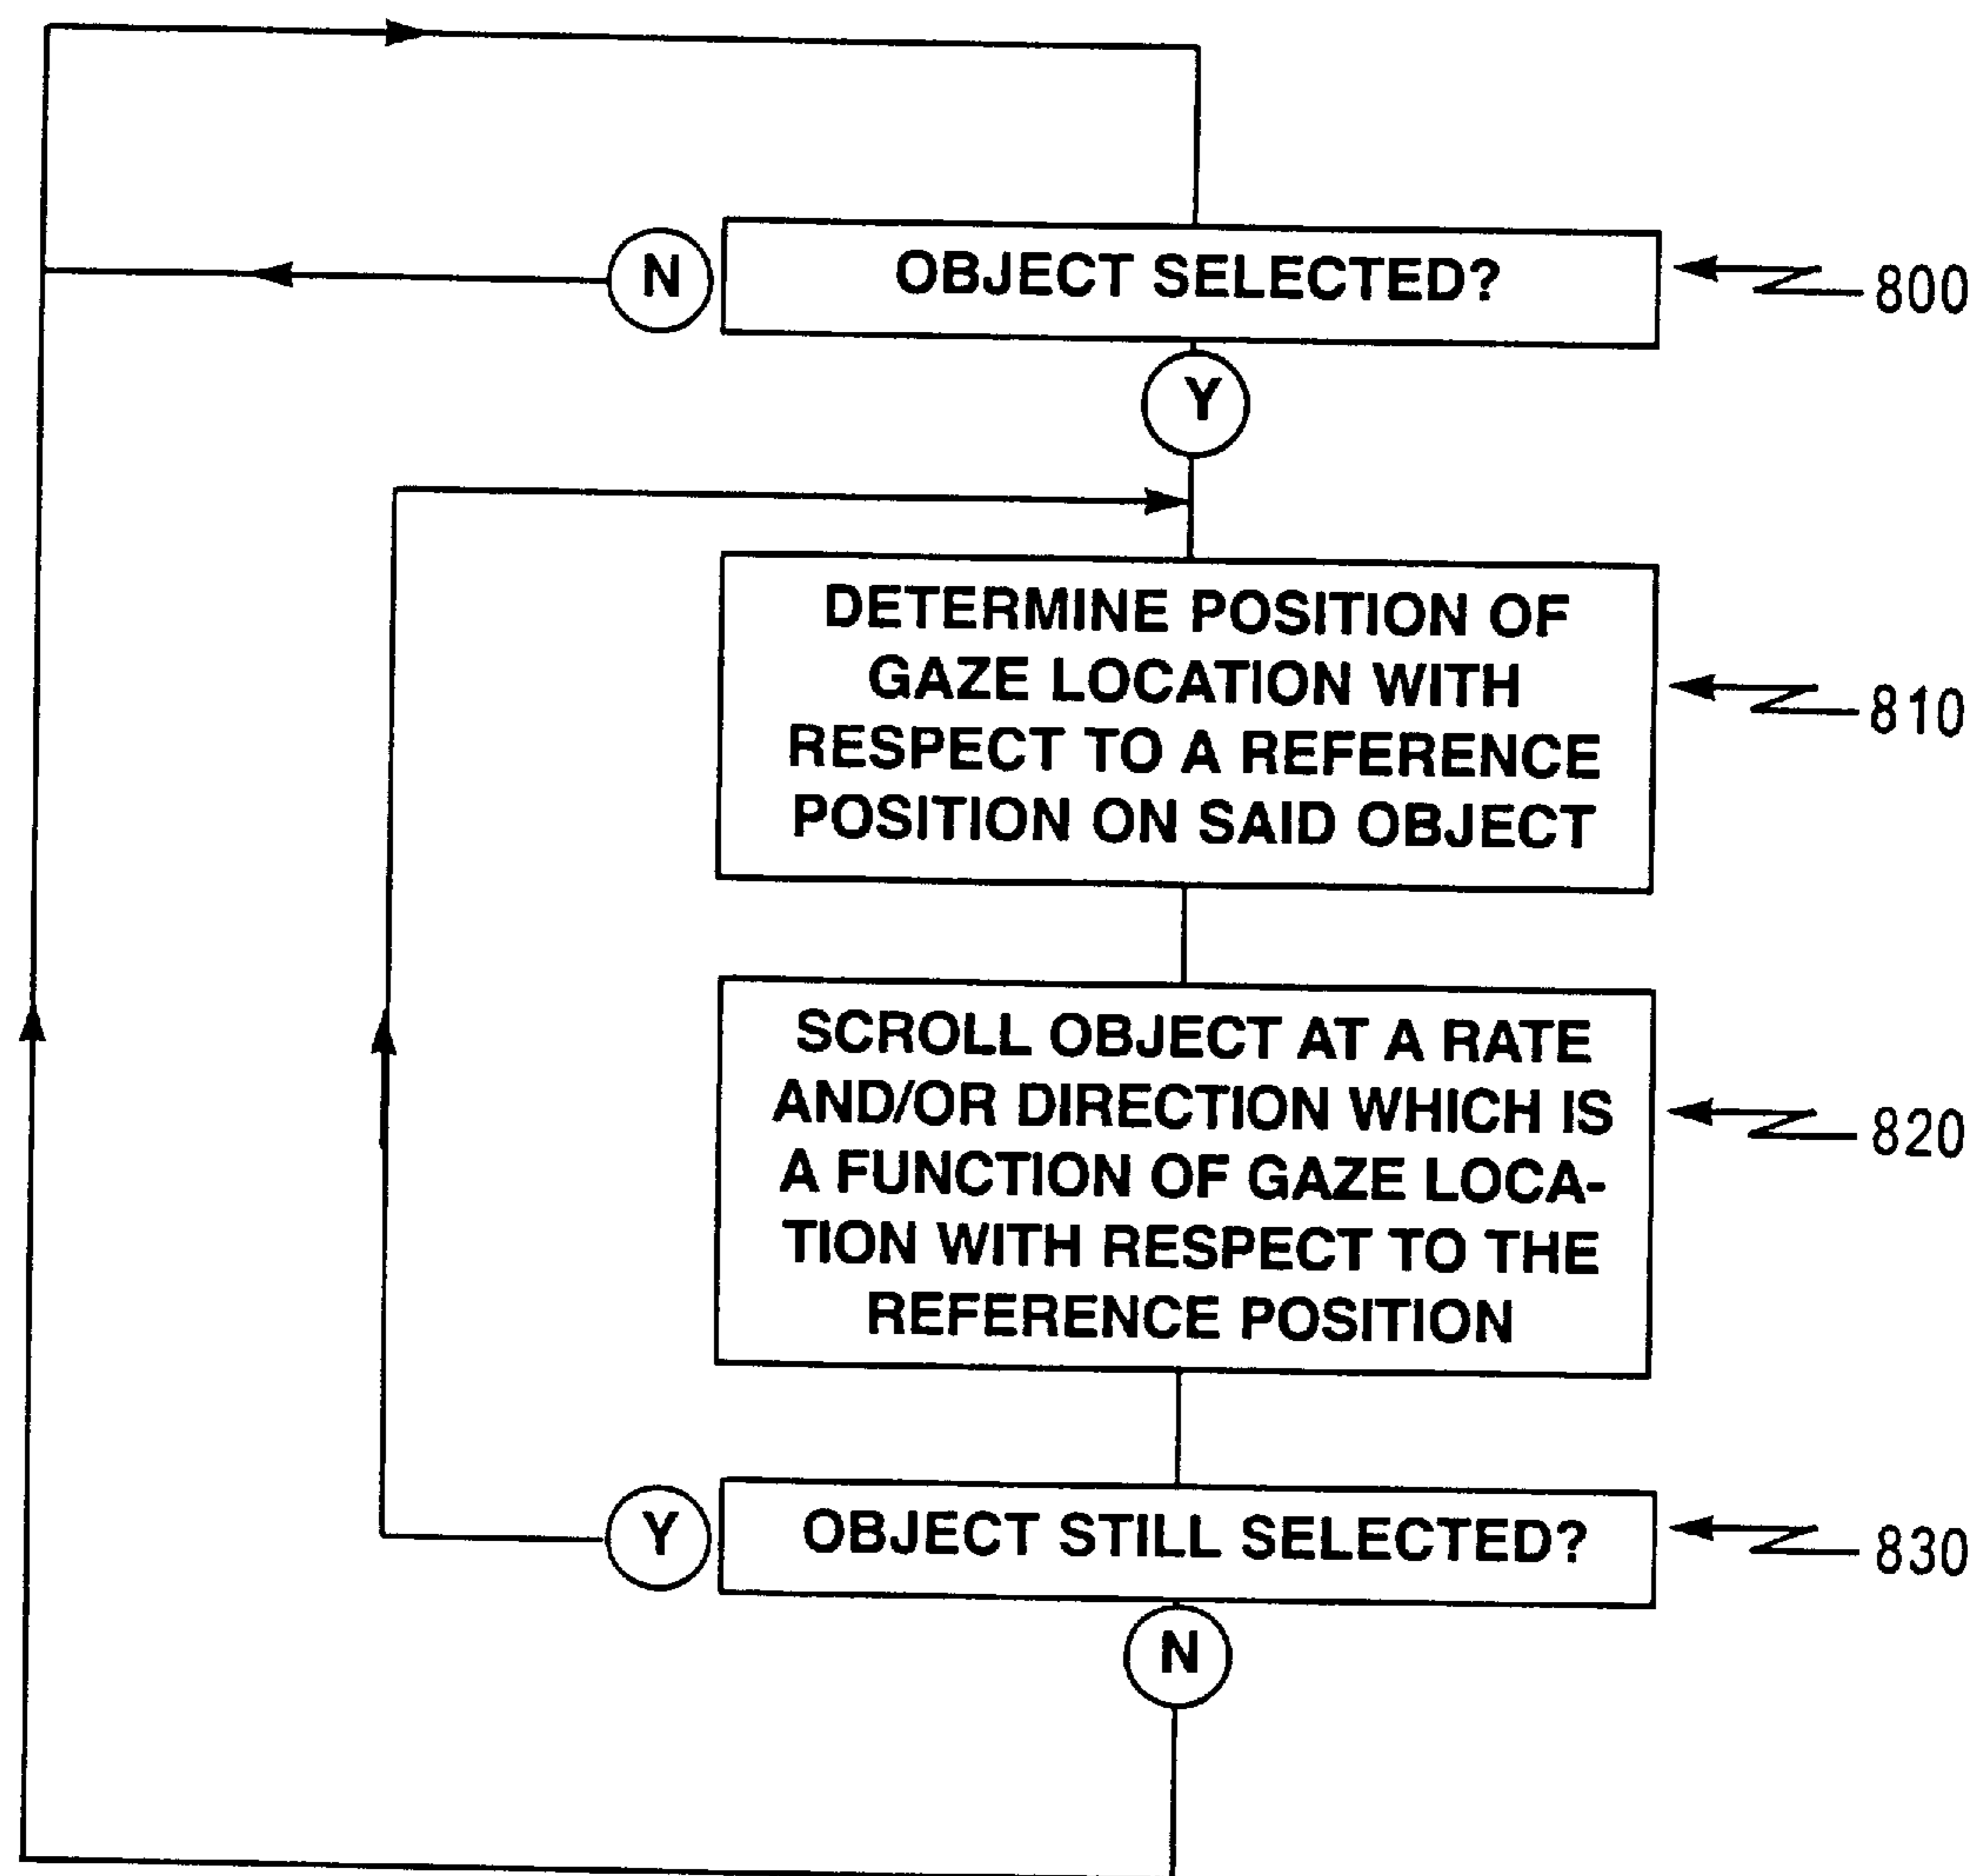 N
OBJECT SELECTED?
800
Y
DETERMINE POSITION OF
GAZE LOCATION WITH
RESPECT TO A REFERENCE
POSITION ON SAID OBJECT
810
SCROLL OBJECT AT A RATE
AND/OR DIRECTION WHICH IS
A FUNCTION OF GAZE LOCA-
TION WITH RESPECT TO THE
REFERENCE POSITION
820
Y
OBJECT STILL SELECTED?
830
N